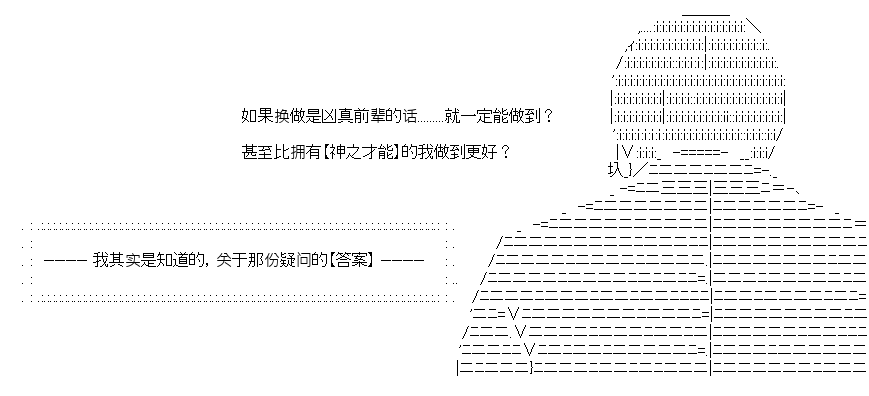 如果换做是凶真前辈的话........就一定能做到？
甚至比拥有【神之才能】的我做到更好？
———— 我其实是知道的, 关于那份疑问的【答案】 ————